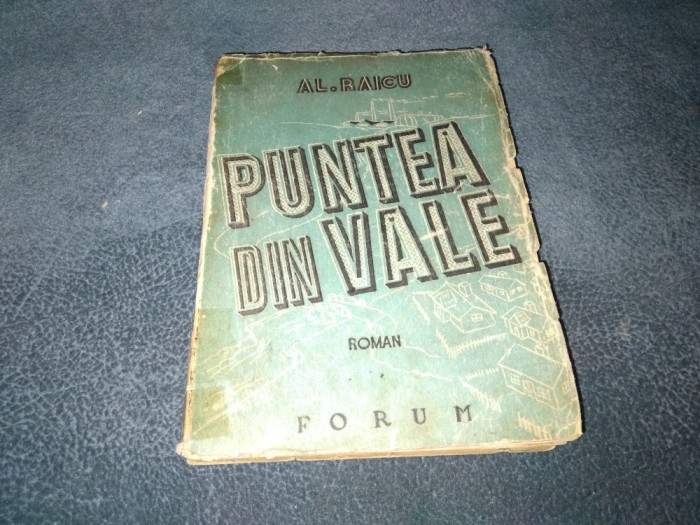 AL. RAICU
PUNTEA
DIN VALE
ROMAN
FORUM